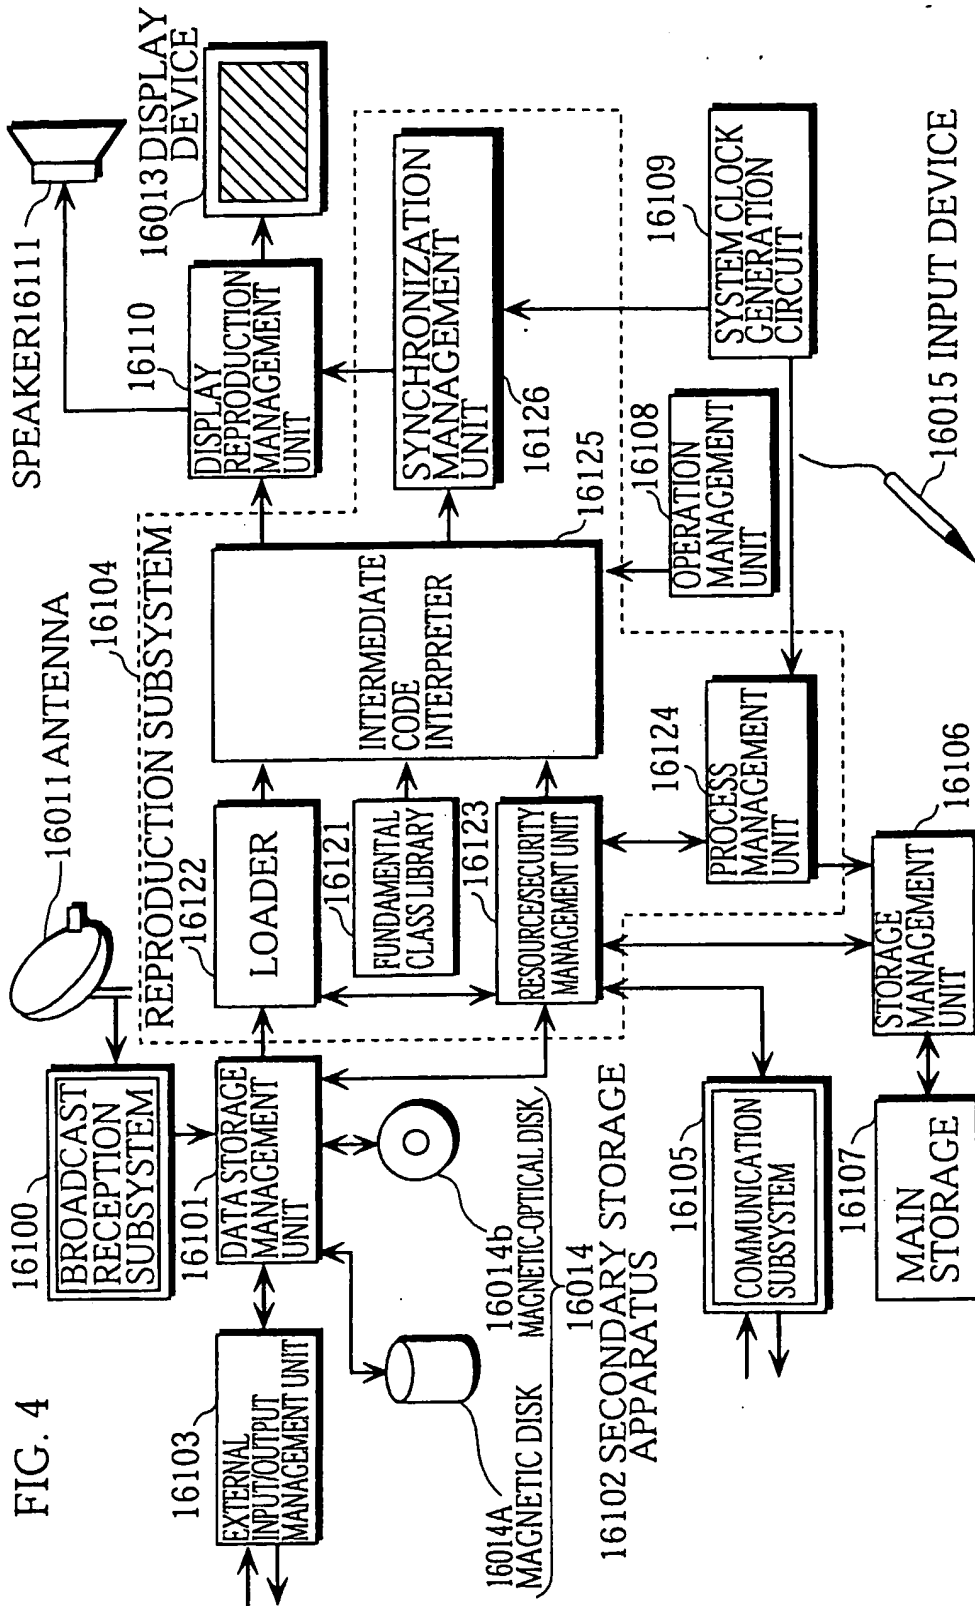 FIG. 4
16103
EXTERNAL
INPUT/OUTPUT
MANAGEMENT UNIT
16100
BROADCAST
RECEPTION
SUBSYSTEM
16011 ANTENNA
16101
DATA STORAGE
MANAGEMENT
UNIT
16014A
MAGNETIC DISK
16014b
MAGNETIC-OPTICAL DISK
16014
16102 SECONDARY STORAGE
APPARATUS
REPRODUCTION SUBSYSTEM
16104
16122
LOADER
16121
FUNDAMENTAL
CLASS LIBRARY
16123
RESOURCE/SECURITY
MANAGEMENT UNIT
INTERMEDIATE
CODE
INTERPRETER
16125
SPEAKER16111
16110
DISPLAY
REPRODUCTION
MANAGEMENT
UNIT
16013DISPLAY
DEVICE
SYNCHRONIZATION
MANAGEMENT
UNIT
16126
16108
OPERATION
MANAGEMENT
UNIT
16109
SYSTEM CLOCK
GENERATION
CIRCUIT
16015 INPUT DEVICE
16124
PROCESS
MANAGEMENT
UNIT
16105
COMMUNICATION
SUBSYSTEM
16106
STORAGE
MANAGEMENT
UNIT
16107
MAIN
STORAGE